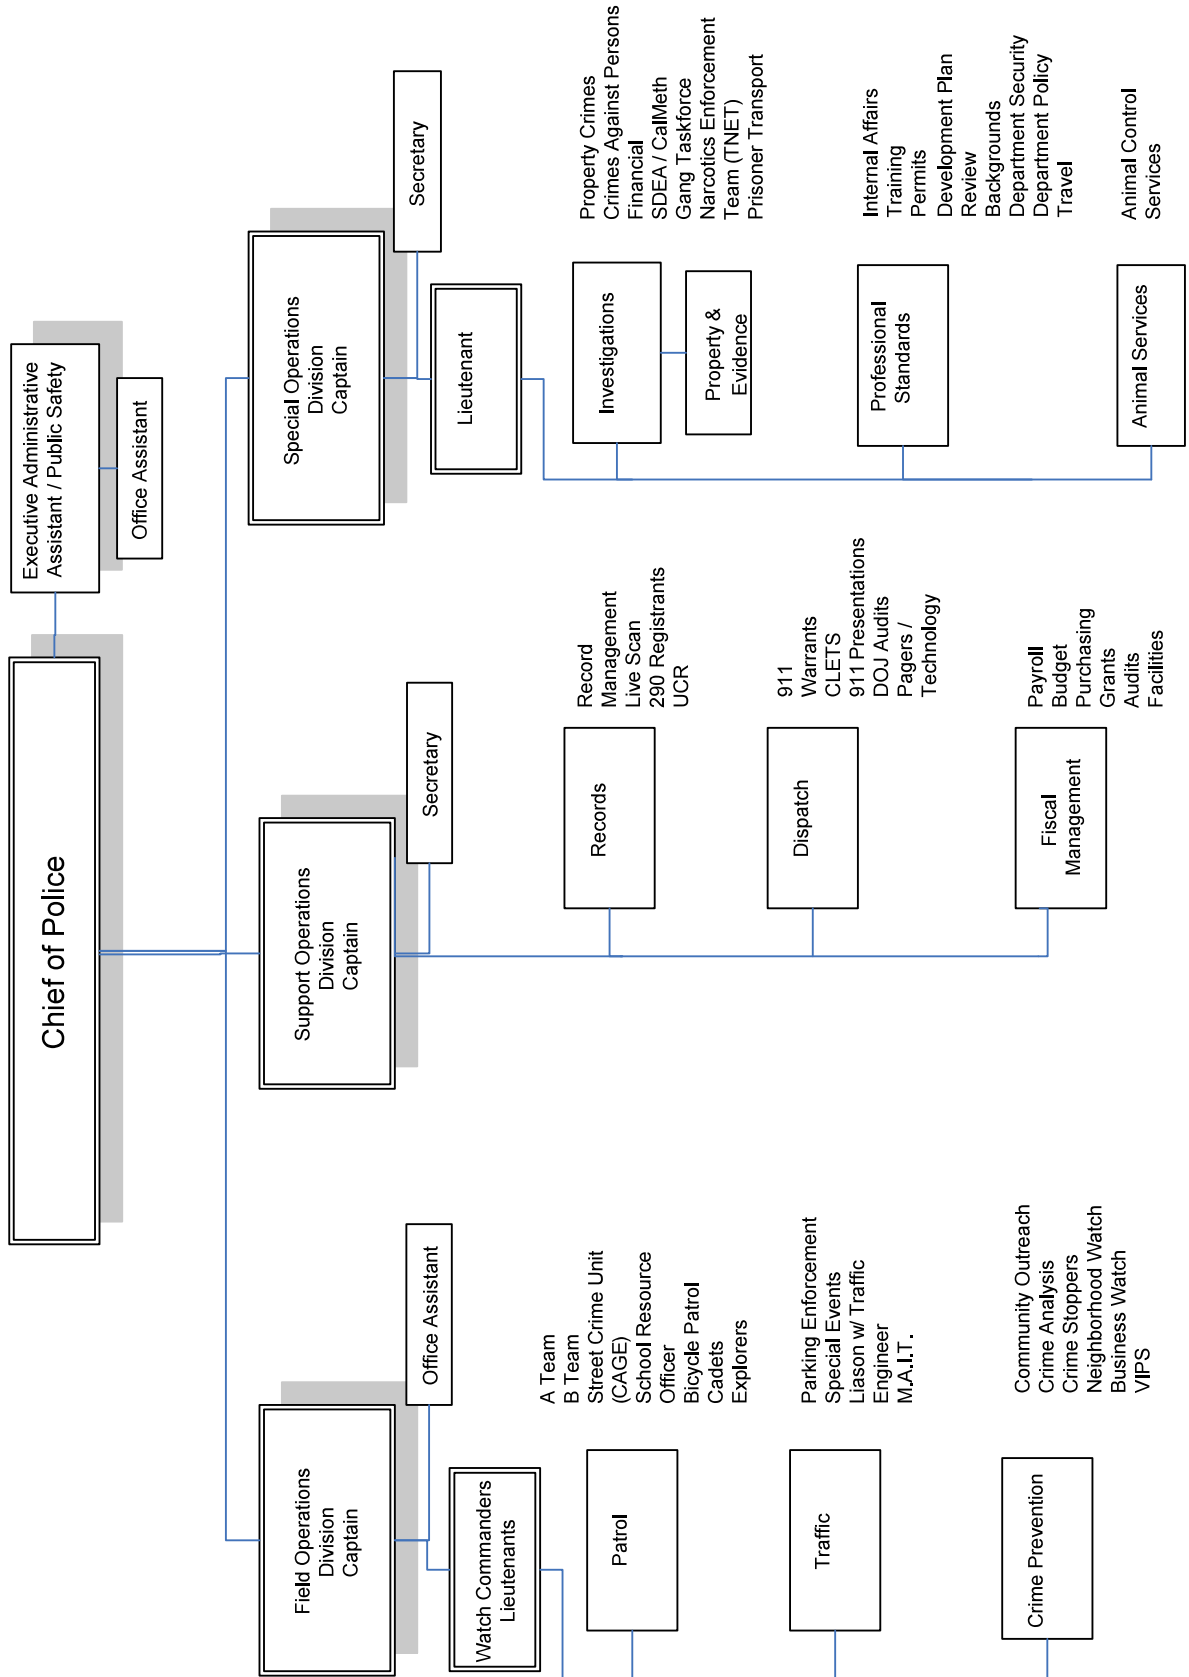 Chief of Police
Executive Administrative
Assistant / Public Safety
Office Assistant
Field Operations
Division
Captain
Office Assistant
Watch Commanders
Lieutenants
Patrol
A Team
B Team
Street Crime Unit
(CAGE)
School Resource
Officer
Bicycle Patrol
Cadets
Explorers
Traffic
Parking Enforcement
Special Events
Liason w/ Traffic
Engineer
M.A.I.T.
Crime Prevention
Community Outreach
Crime Analysis
Crime Stoppers
Neighborhood Watch
Business Watch
VIPS
Support Operations
Division
Captain
Secretary
Records
Record
Management
Live Scan
290 Registrants
UCR
Dispatch
911
Warrants
CLETS
911 Presentations
DOJ Audits
Pagers /
Technology
Fiscal
Management
Payroll
Budget
Purchasing
Grants
Audits
Facilities
Special Operations
Division
Captain
Secretary
Lieutenant
Investigations
Property &
Evidence
Property Crimes
Crimes Against Persons
Financial
SDEA / CalMeth
Gang Taskforce
Narcotics Enforcement
Team (TNET)
Prisoner Transport
Professional
Standards
Internal Affairs
Training
Permits
Development Plan
Review
Backgrounds
Department Security
Department Policy
Travel
Animal Services
Animal Control
Services